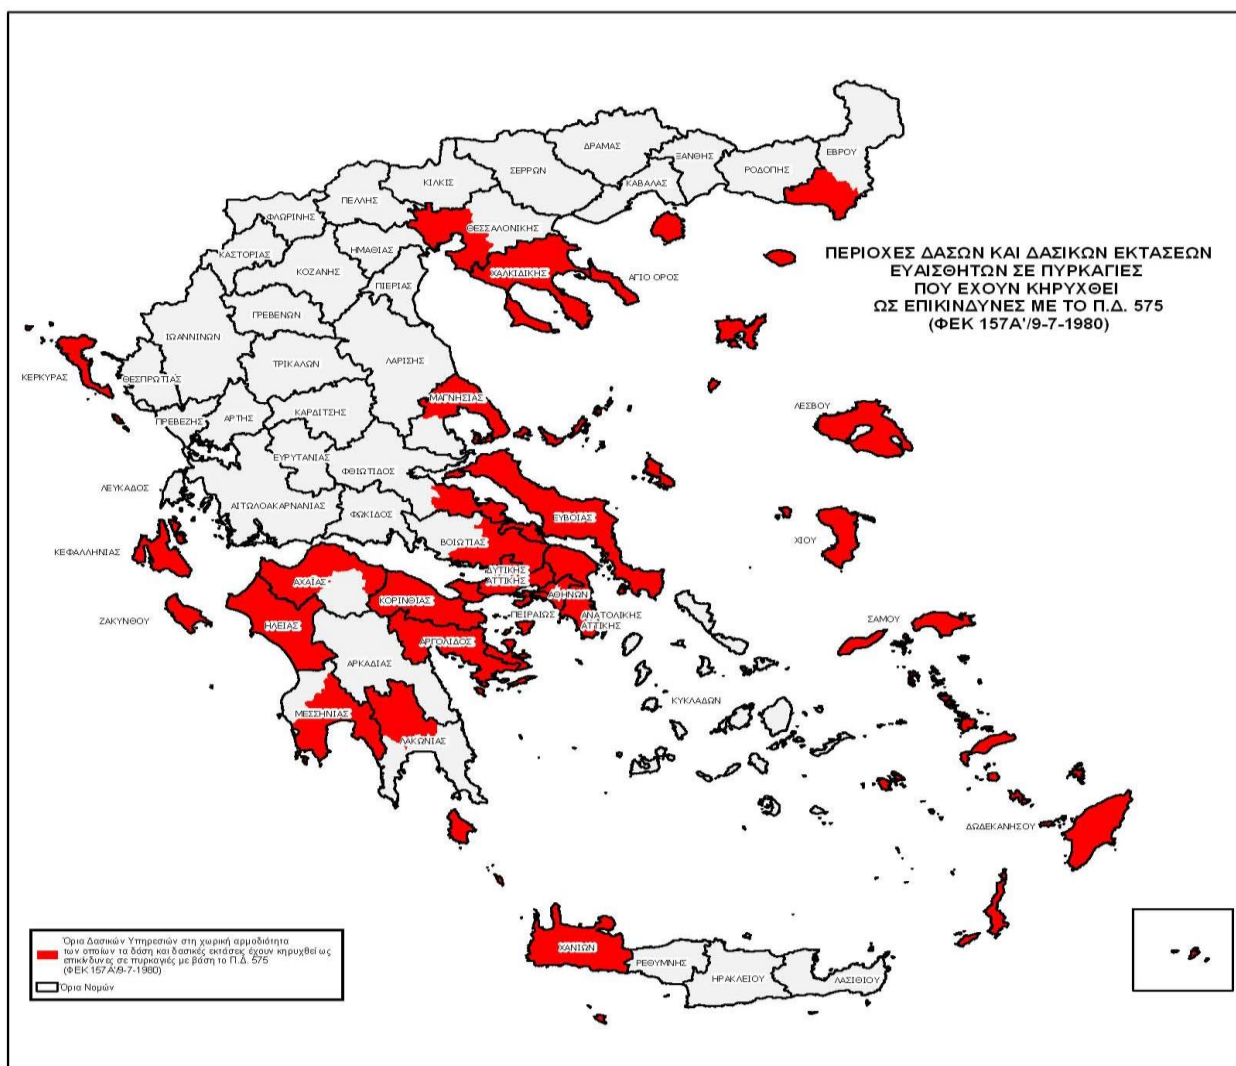 ΔΡΑΜΑΣ
ΕΒΡΟΥ
ΞΑΝΘΗΣ
ΣΕΡΡΩΝ
ΡΟΔΟΠΗΣ
ΚΙΛΚΙΣ
ΚΑΒΑΛΑΣ
ΠΕΛΛΗΣ
ΦΛΩΡΙΝΗΣ
ΘΕΣΣΑΛΟΝΙΚΗΣ
ΗΜΑΘΙΑΣ
ΚΑΣΤΟΡΙΑΣ
ΚΟΖΑΝΗΣ
ΧΑΛΚΙΔΙΚΗΣ
ΑΓΙΟ ΟΡΟΣ
ΠΙΕΡΙΑΣ
ΠΕΡΙΟΧΕΣ ΔΑΣΩΝ ΚΑΙ ΔΑΣΙΚΩΝ ΕΚΤΑΣΕΩΝ
ΕΥΑΙΣΘΗΤΩΝ ΣΕ ΠΥΡΚΑΓΙΕΣ
ΠΟΥ ΕΧΟΥΝ ΚΗΡΥΧΘΕΙ
ΩΣ ΕΠΙΚΙΝΔΥΝΕΣ ΜΕ ΤΟ Π.Δ. 575
(ΦΕΚ 157Α'/9-7-1980)
ΓΡΕΒΕΝΩΝ
ΙΩΑΝΝΙΝΩΝ
ΛΑΡΙΣΗΣ
ΤΡΙΚΑΛΩΝ
ΚΕΡΚΥΡΑΣ
ΘΕΣΠΡΩΤΙΑΣ
ΜΑΓΝΗΣΙΑΣ
ΛΕΣΒΟΥ
ΚΑΡΔΙΤΣΗΣ
ΑΡΤΗΣ
ΠΡΕΒΕΖΗΣ
ΕΥΡΥΤΑΝΙΑΣ
ΦΘΙΩΤΙΔΟΣ
ΛΕΥΚΑΔΟΣ
ΑΙΤΩΛΟΑΚΑΡΝΑΝΙΑΣ
ΦΩΚΙΔΟΣ
ΕΥΒΟΙΑΣ
ΧΙΟΥ
ΒΟΙΩΤΙΑΣ
ΚΕΦΑΛΛΗΝΙΑΣ
ΔΥΤΙΚΗΣ
ΑΤΤΙΚΗΣ
ΑΧΑΪΑΣ
ΑΘΗΝΩΝ
ΚΟΡΙΝΘΙΑΣ
ΠΕΙΡΑΙΩΣ
ΑΝΑΤΟΛΙΚΗΣ
ΑΤΤΙΚΗΣ
ΖΑΚΥΝΘΟΥ
ΗΛΕΙΑΣ
ΣΑΜΟΥ
ΑΡΓΟΛΙΔΟΣ
ΑΡΚΑΔΙΑΣ
ΚΥΚΛΑΔΩΝ
ΜΕΣΣΗΝΙΑΣ
ΛΑΚΩΝΙΑΣ
ΔΩΔΕΚΑΝΗΣΟΥ
ΧΑΝΙΩΝ
ΡΕΘΥΜΝΗΣ
ΗΡΑΚΛΕΙΟΥ
ΛΑΣΙΘΙΟΥ
Όρια Δασικών Υπηρεσιών στη χωρική αρμοδιότητα
των οποίων τα δάση και δασικές εκτάσεις έχουν κηρυχθεί ως
επικίνδυνες σε πυρκαγιές με βάση το Π.Δ. 575
(ΦΕΚ 157Α'/9-7-1980)
Όρια Νομών